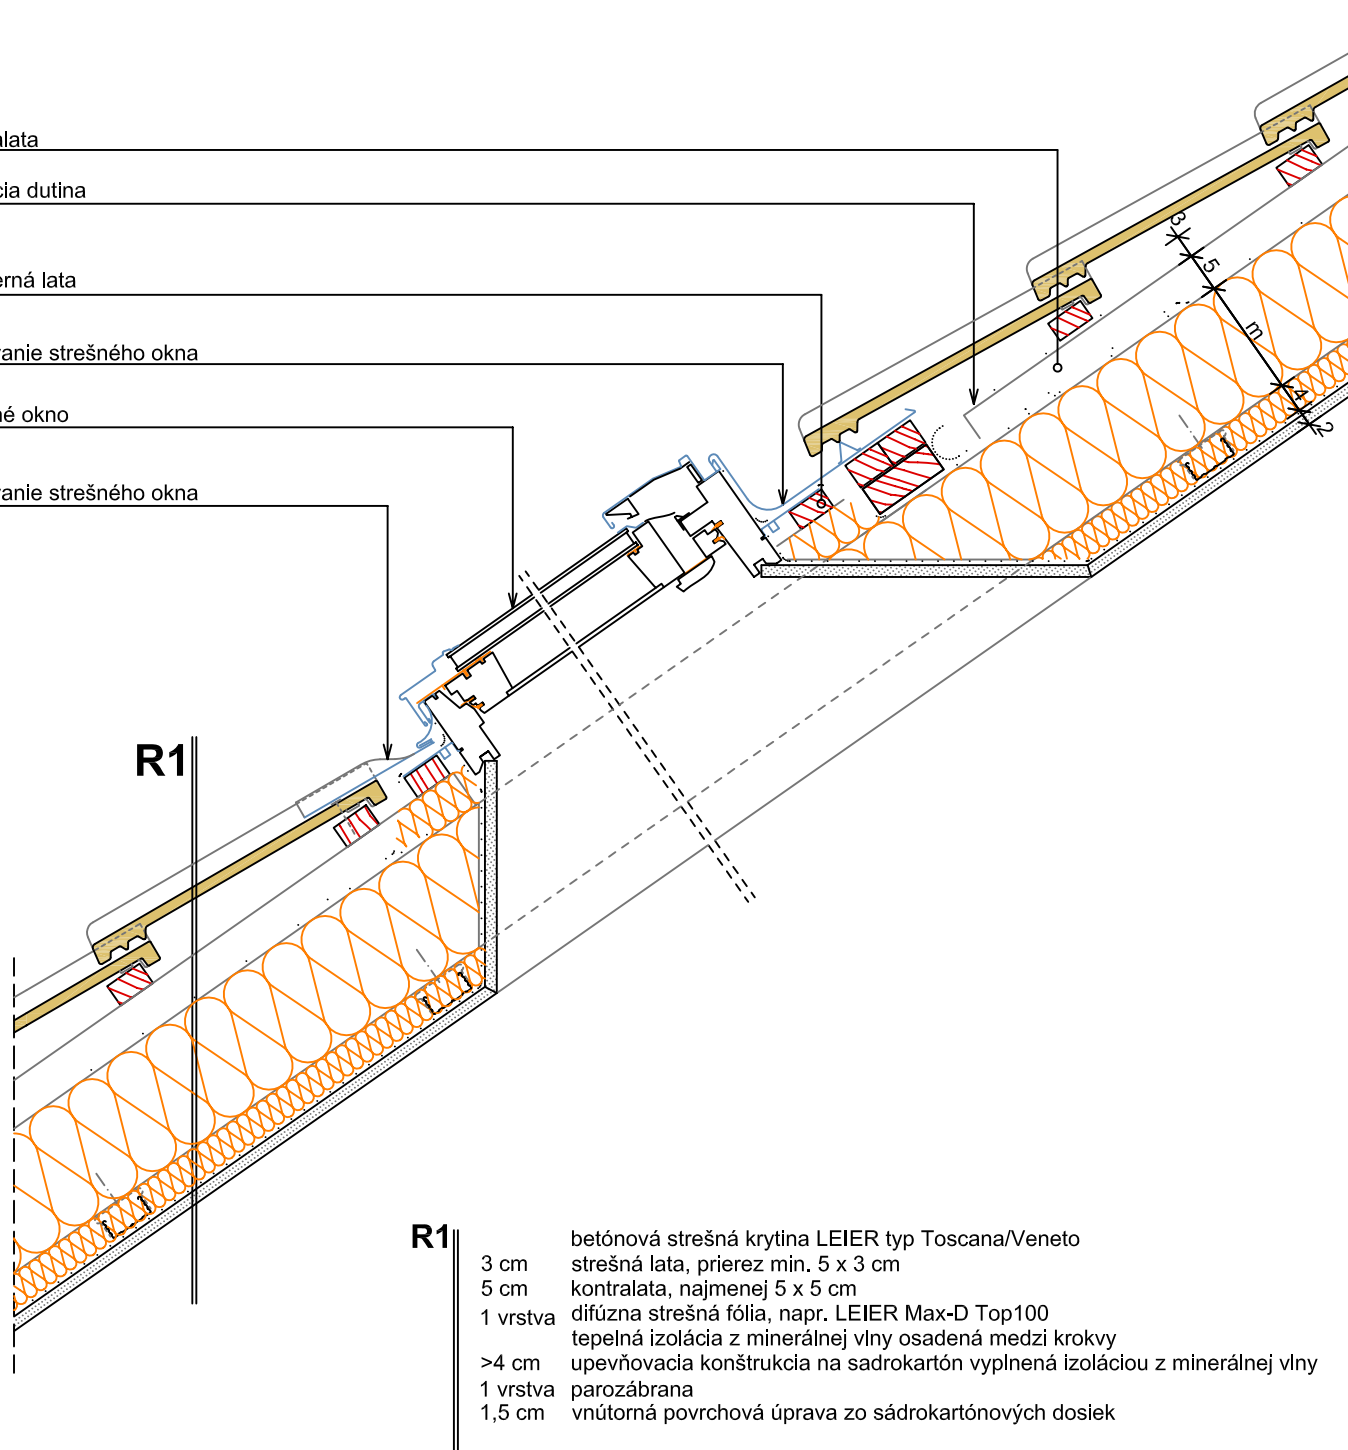 alata
cia dutina
erná lata
vanie strešného okna
né okno
vanie strešného okna
3
5
m
4
2
R1
R1
betónová strešná krytina LEIER typ Toscana/Veneto
3 cm strešná lata, prierez min. 5 x 3 cm
5 cm kontralata, najmenej 5 x 5 cm
1 vrstva difúzna strešná fólia, napr. LEIER Max-D Top100
tepelná izolácia z minerálnej vlny osadená medzi krokvy
>4 cm upevňovacia konštrukcia na sadrokartón vyplnená izoláciou z minerálnej vlny
1 vrstva parozábrana
1,5 cm vnútorná povrchová úprava zo sádrokartónových dosiek